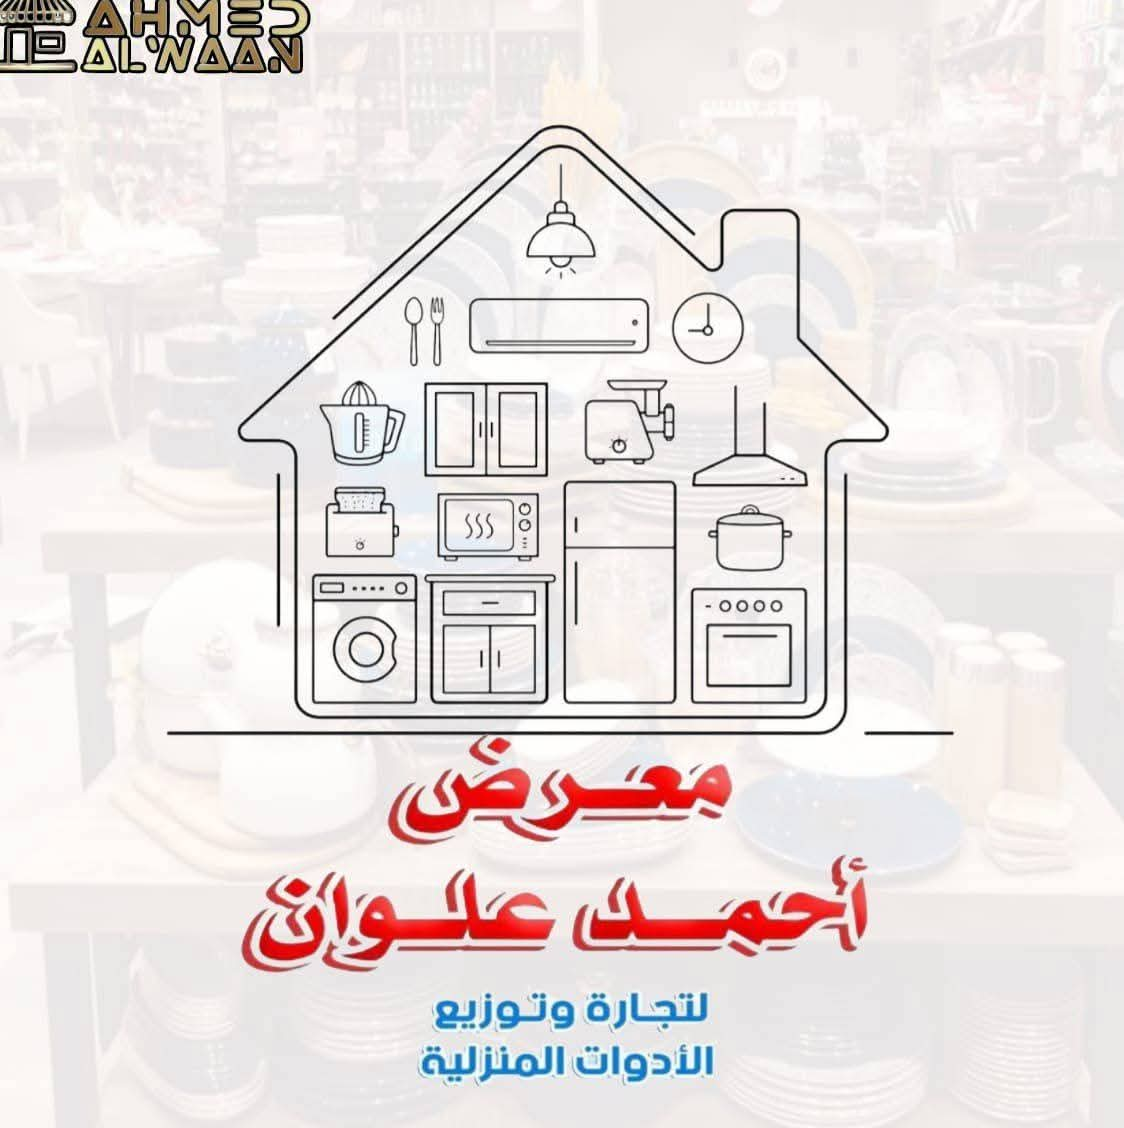 AHMED
ALWAAN
معرض
أحمد علوان
لتجارة وتوزيع
الأدوات المنزلية